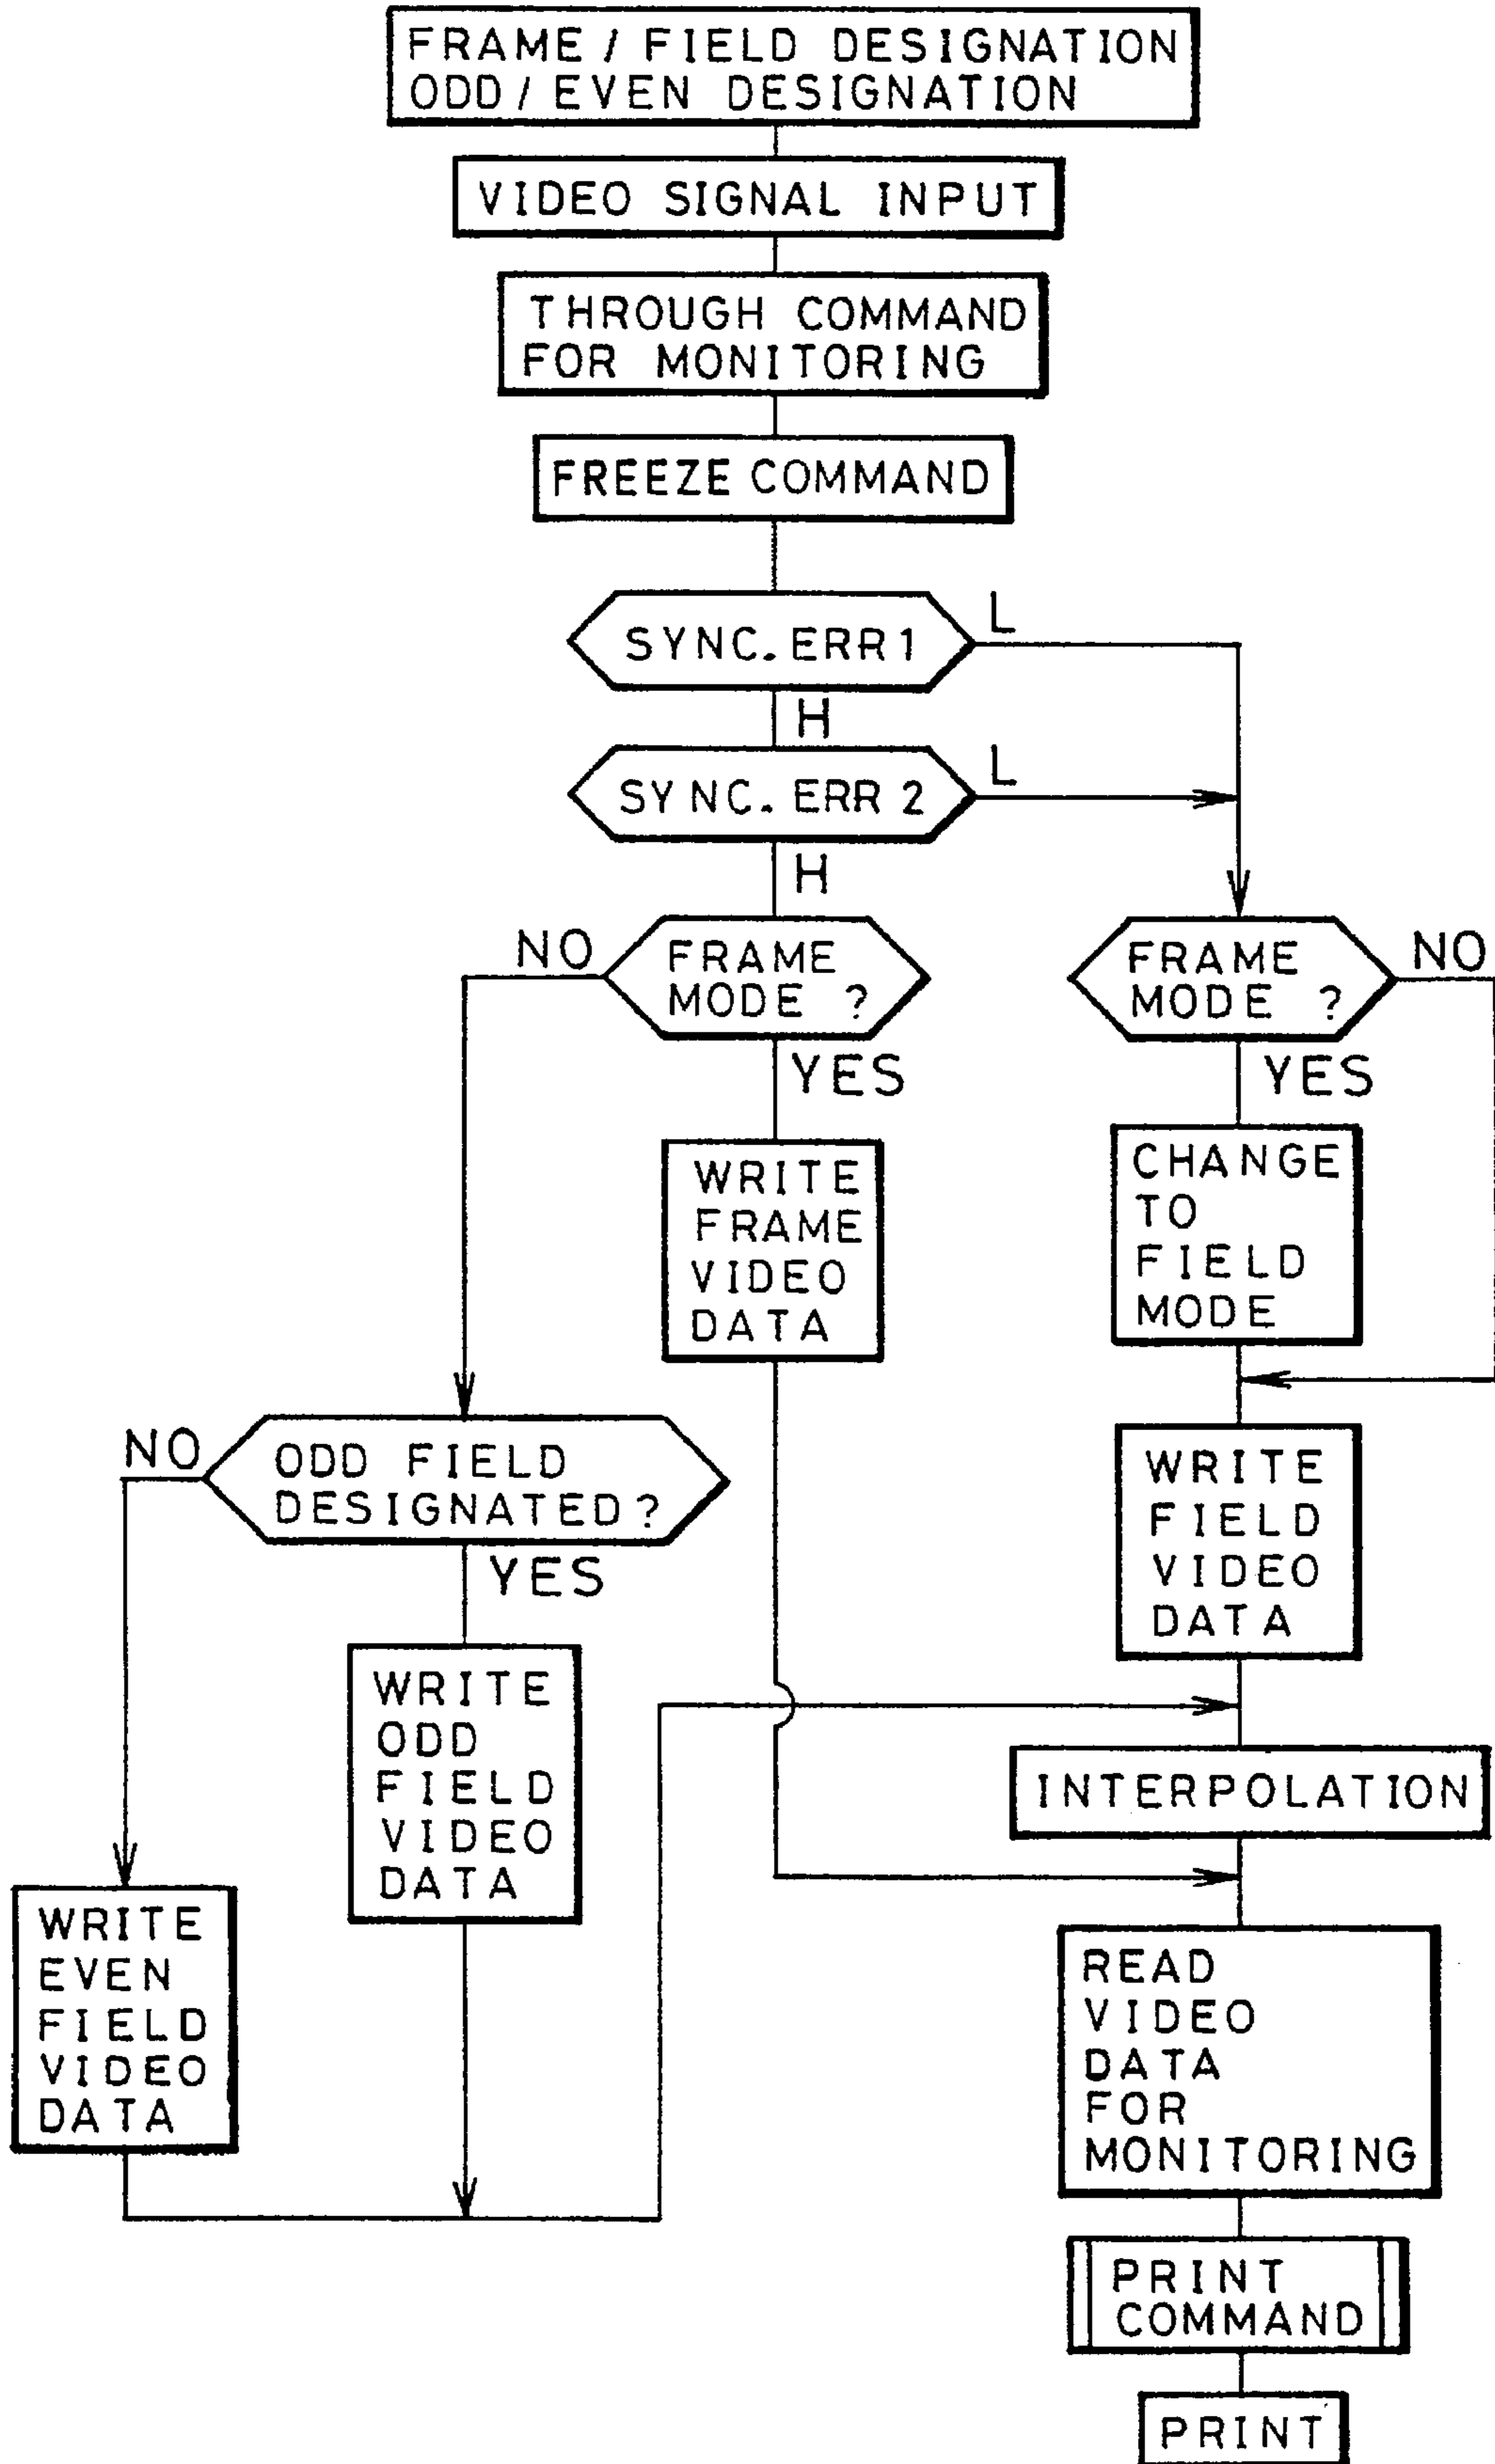 FRAME / FIELD DESIGNATION
ODD / EVEN DESIGNATION
VIDEO SIGNAL INPUT
THROUGH COMMAND
FOR MONITORING
FREEZE COMMAND
SYNC. ERR 1
L
H
SYNC. ERR 2
L
H
NO
FRAME
MODE ?
YES
FRAME
MODE ?
NO
YES
WRITE
FRAME
VIDEO
DATA
CHANGE
TO
FIELD
MODE
NO
ODD FIELD
DESIGNATED ?
YES
WRITE
FIELD
VIDEO
DATA
WRITE
ODD
FIELD
VIDEO
DATA
INTERPOLATION
WRITE
EVEN
FIELD
VIDEO
DATA
READ
VIDEO
DATA
FOR
MONITORING
PRINT
COMMAND
PRINT